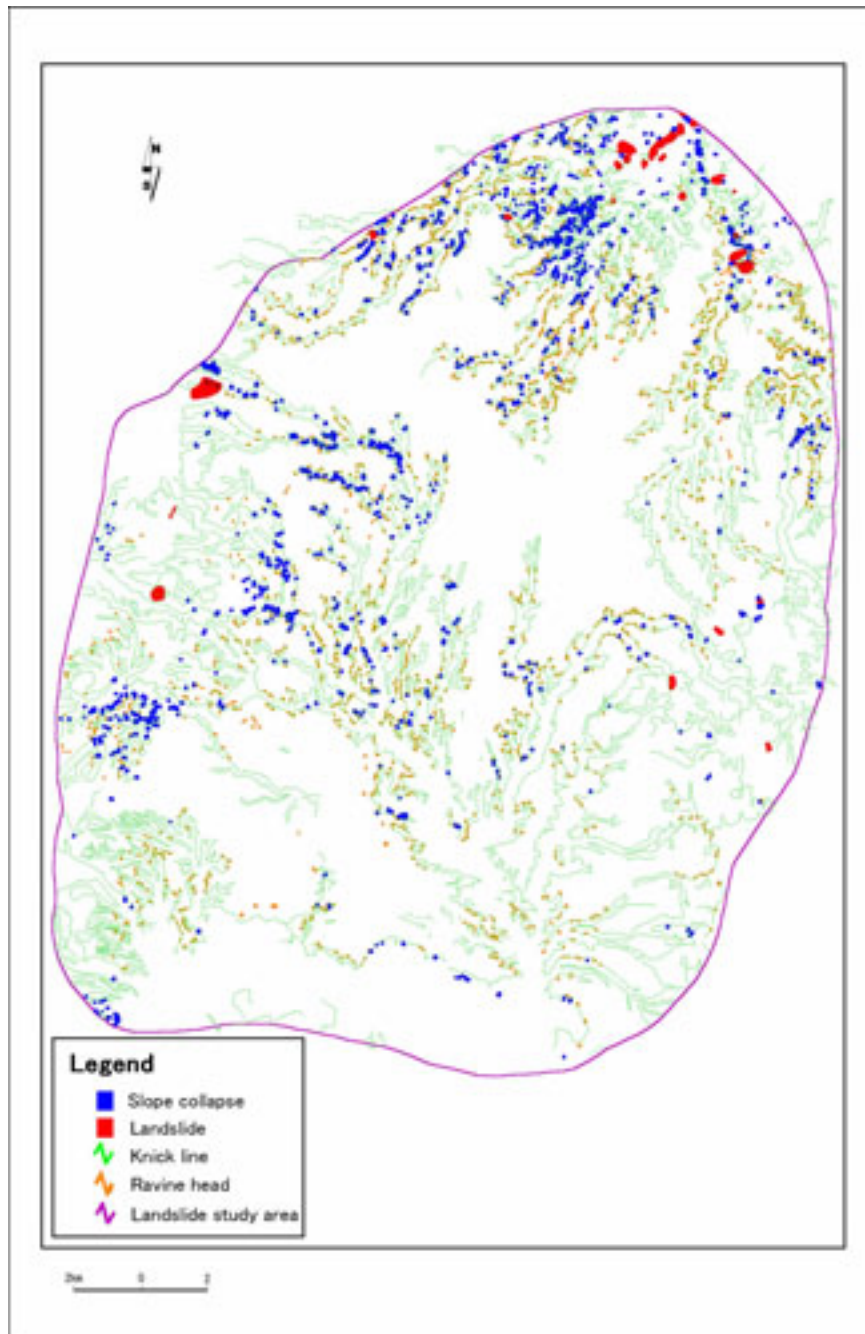 N
S
Legend
Slope collapse
Landslide
Knick line
Ravine head
Landslide study area
0 2